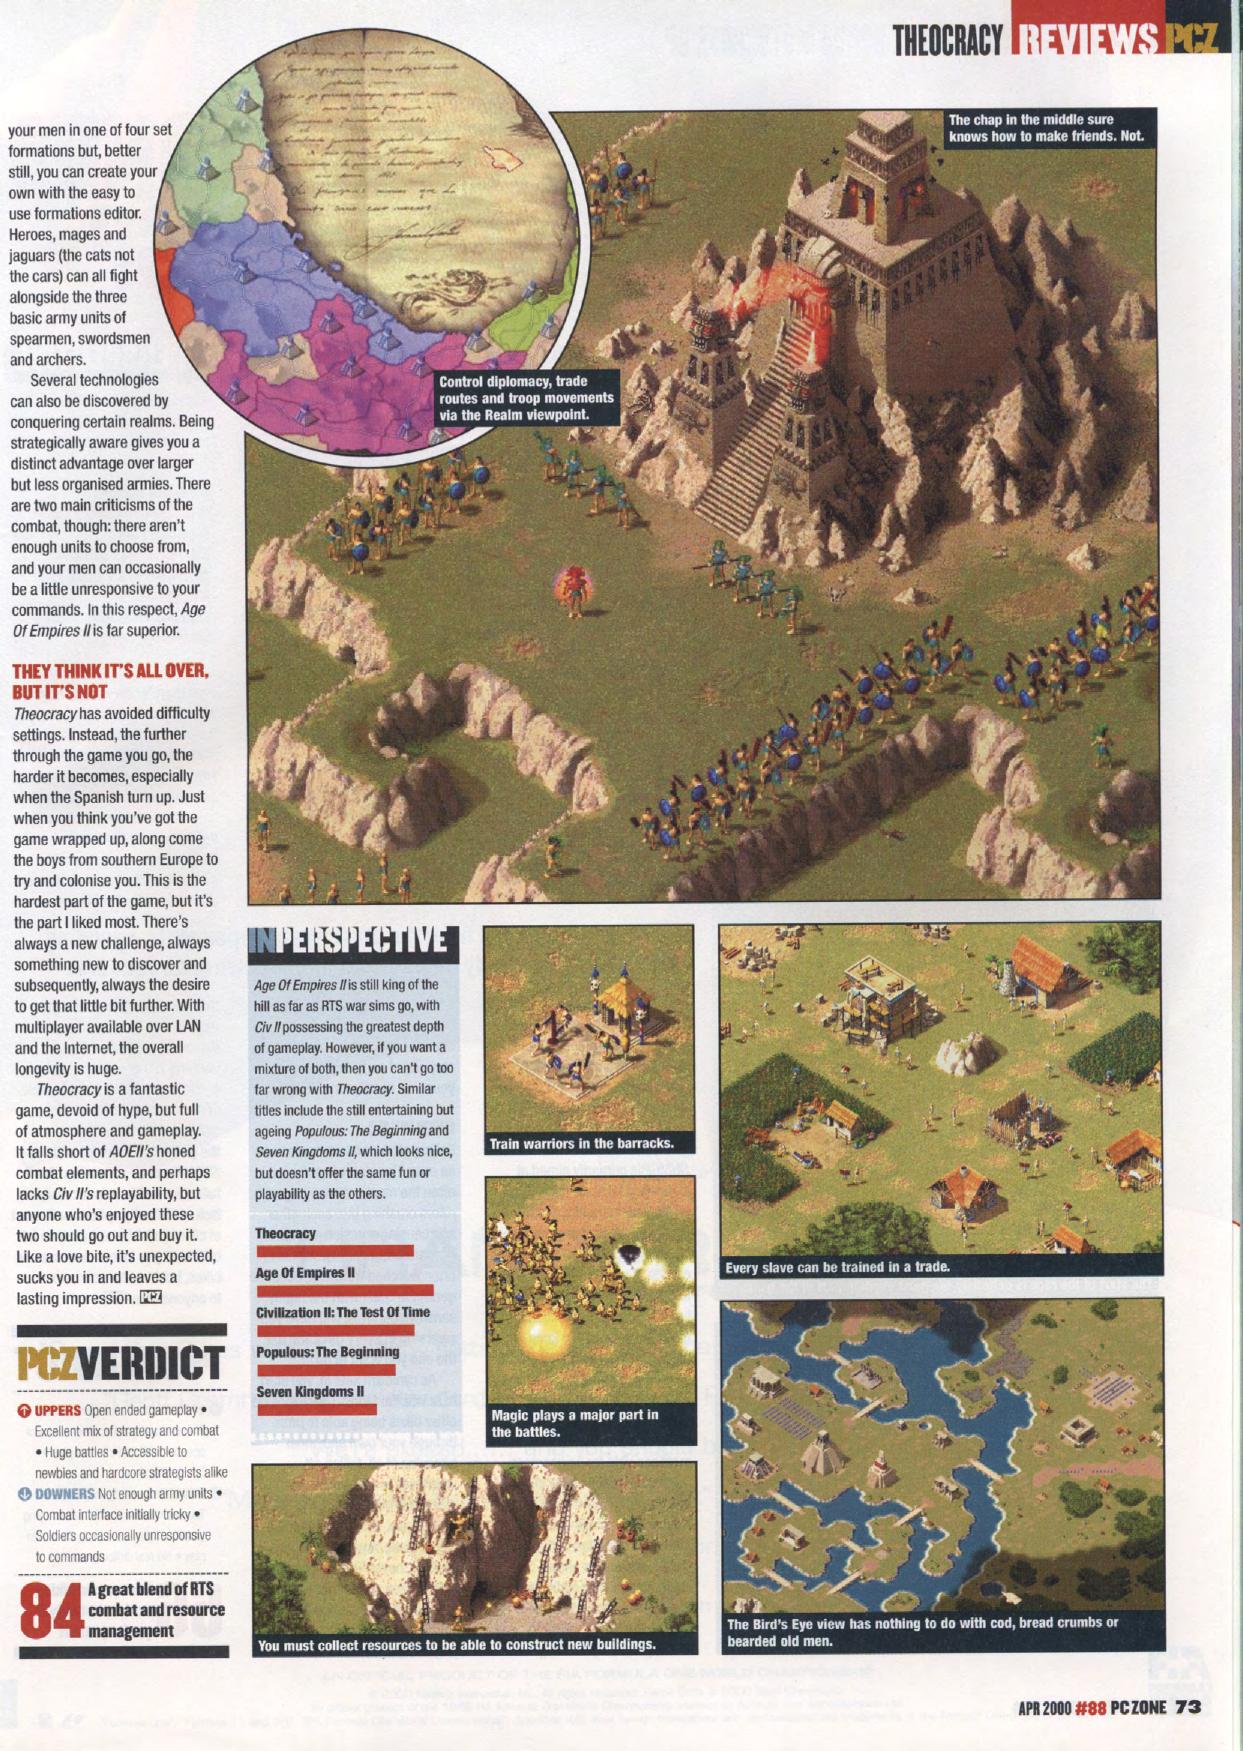 THEOCRACY REVIEWS PCZ
your men in one of four set
formations but, better
still, you can create your
own with the easy to
use formations editor.
Heroes, mages and
jaguars (the cats not
the cars) can all fight
alongside the three
basic army units of
spearmen, swordsmen
and archers.
Several technologies
can also be discovered by
conquering certain realms. Being
strategically aware gives you a
distinct advantage over larger
but less organised armies. There
are two main criticisms of the
combat, though: there aren't
enough units to choose from,
and your men can occasionally
be a little unresponsive to your
commands. In this respect, Age
Of Empires II is far superior.
THEY THINK IT'S ALL OVER,
BUT IT'S NOT
Theocracy has avoided difficulty
settings. Instead, the further
through the game you go, the
harder it becomes, especially
when the Spanish turn up. Just
when you think you've got the
game wrapped up, along come
the boys from southern Europe to
try and colonise you. This is the
hardest part of the game, but it's
the part I liked most. There's
always a new challenge, always
something new to discover and
subsequently, always the desire
to get that little bit further. With
multiplayer available over LAN
and the Internet, the overall
longevity is huge.
Theocracy is a fantastic
game, devoid of hype, but full
of atmosphere and gameplay.
It falls short of AOEII's honed
combat elements, and perhaps
lacks Civ II's replayability, but
anyone who's enjoyed these
two should go out and buy it.
Like a love bite, it's unexpected,
sucks you in and leaves a
lasting impression. PCZ
PCZVERDICT
UPPERS Open ended gameplay •
Excellent mix of strategy and combat
• Huge battles • Accessible to
newbies and hardcore strategists alike
DOWNERS Not enough army units •
Combat interface initially tricky •
Soldiers occasionally unresponsive
to commands
84
A great blend of RTS
combat and resource
management
The chap in the middle sure
knows how to make friends. Not.
Control diplomacy, trade
routes and troop movements
via the Realm viewpoint.
INPERSPECTIVE
Age Of Empires II is still king of the
hill as far as RTS war sims go, with
Civ II possessing the greatest depth
of gameplay. However, if you want a
mixture of both, then you can't go too
far wrong with Theocracy. Similar
titles include the still entertaining but
ageing Populous: The Beginning and
Seven Kingdoms II, which looks nice,
but doesn't offer the same fun or
playability as the others.
Theocracy
Age Of Empires II
Civilization II: The Test Of Time
Populous: The Beginning
Seven Kingdoms II
Train warriors in the barracks.
Magic plays a major part in
the battles.
Every slave can be trained in a trade.
You must collect resources to be able to construct new buildings.
The Bird's Eye view has nothing to do with cod, bread crumbs or
bearded old men.
APR 2000 #88 PC ZONE 73